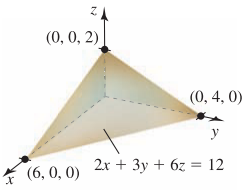 z
(0, 0, 2)
(0, 4, 0)
y
x (6, 0, 0) 2x + 3y + 6z = 12